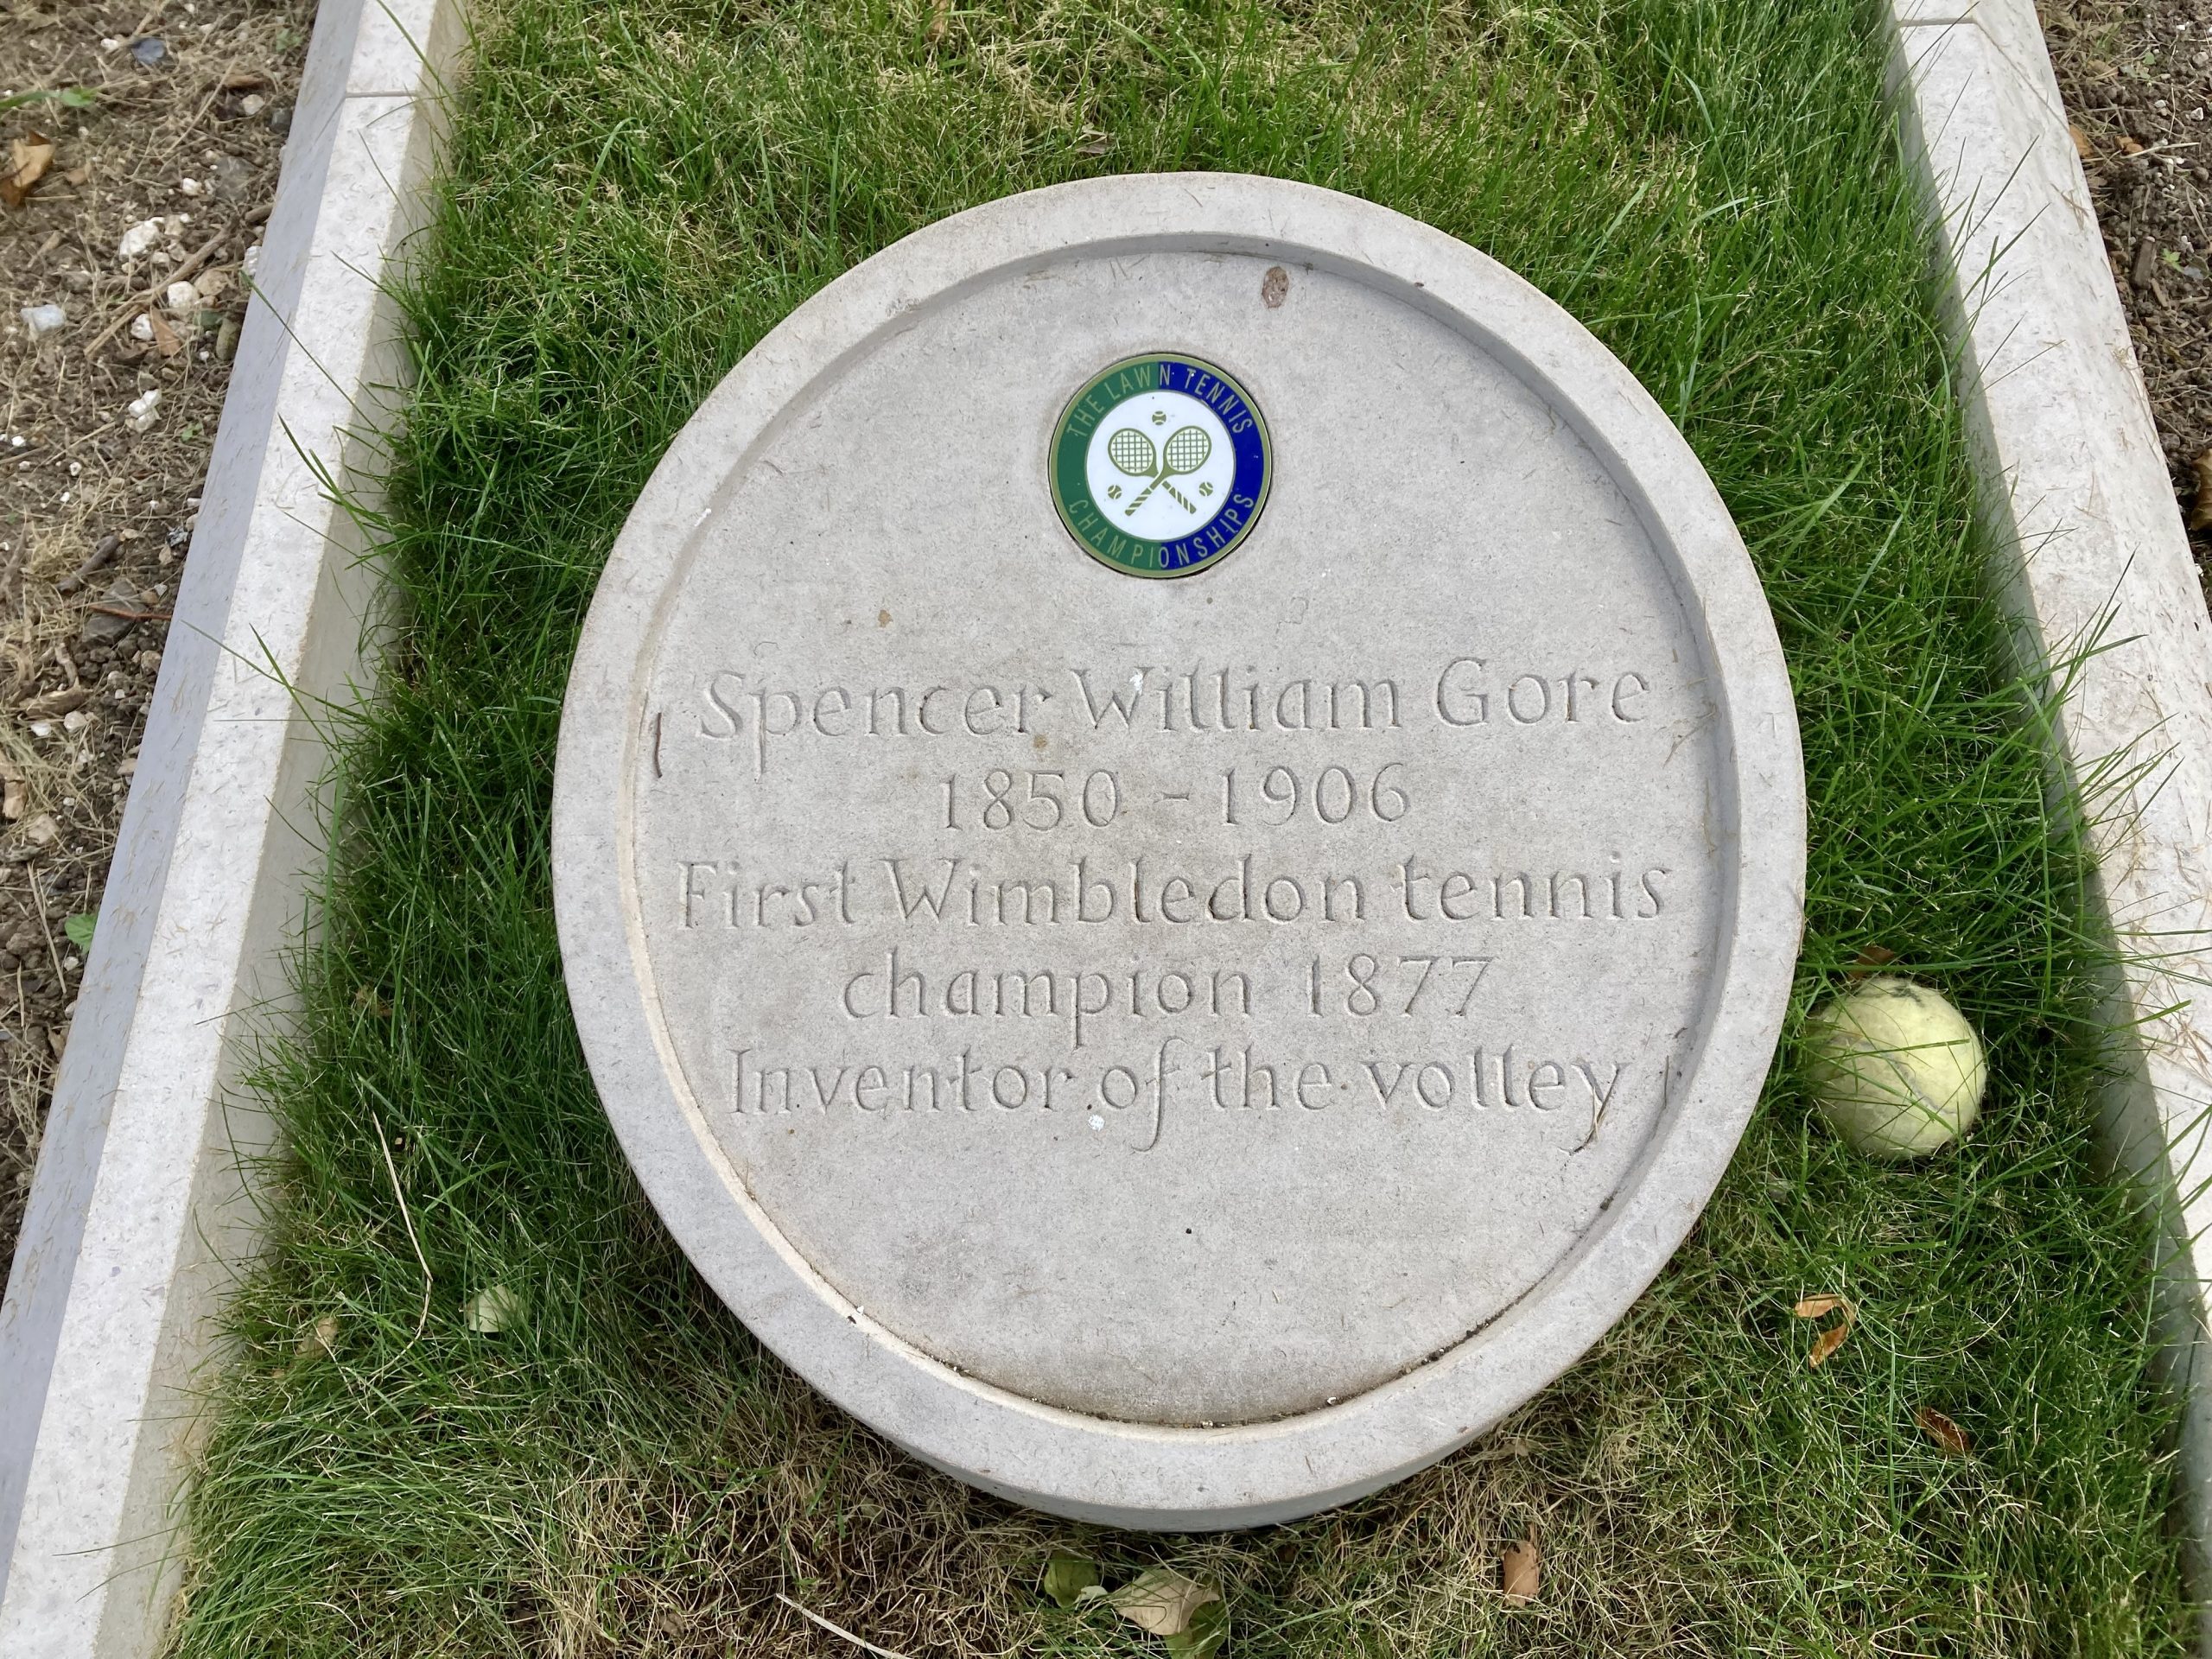 THE LAWN TENNIS
CHAMPIONSHIPS
Spencer William Gore
1850 - 1906
First Wimbledon tennis
champion 1877
Inventor of the volley